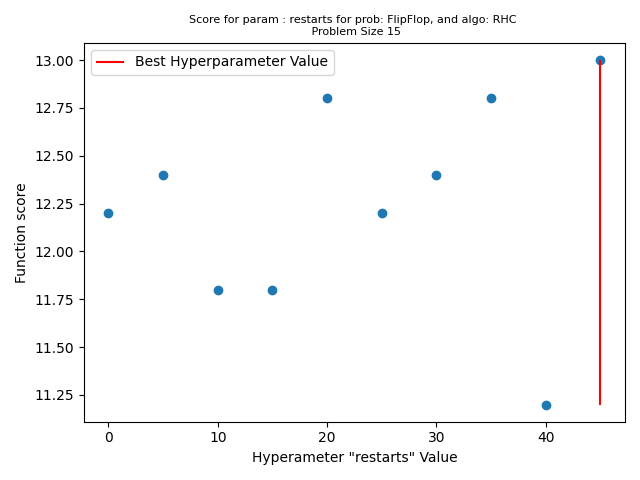 Score for param : restarts for prob: FlipFlop, and algo: RHC
Problem Size 15
Best Hyperparameter Value
13.00
12.75
12.50
12.25
12.00
11.75
11.50
11.25
Function score
0 10 20 30 40
Hyperameter "restarts" Value